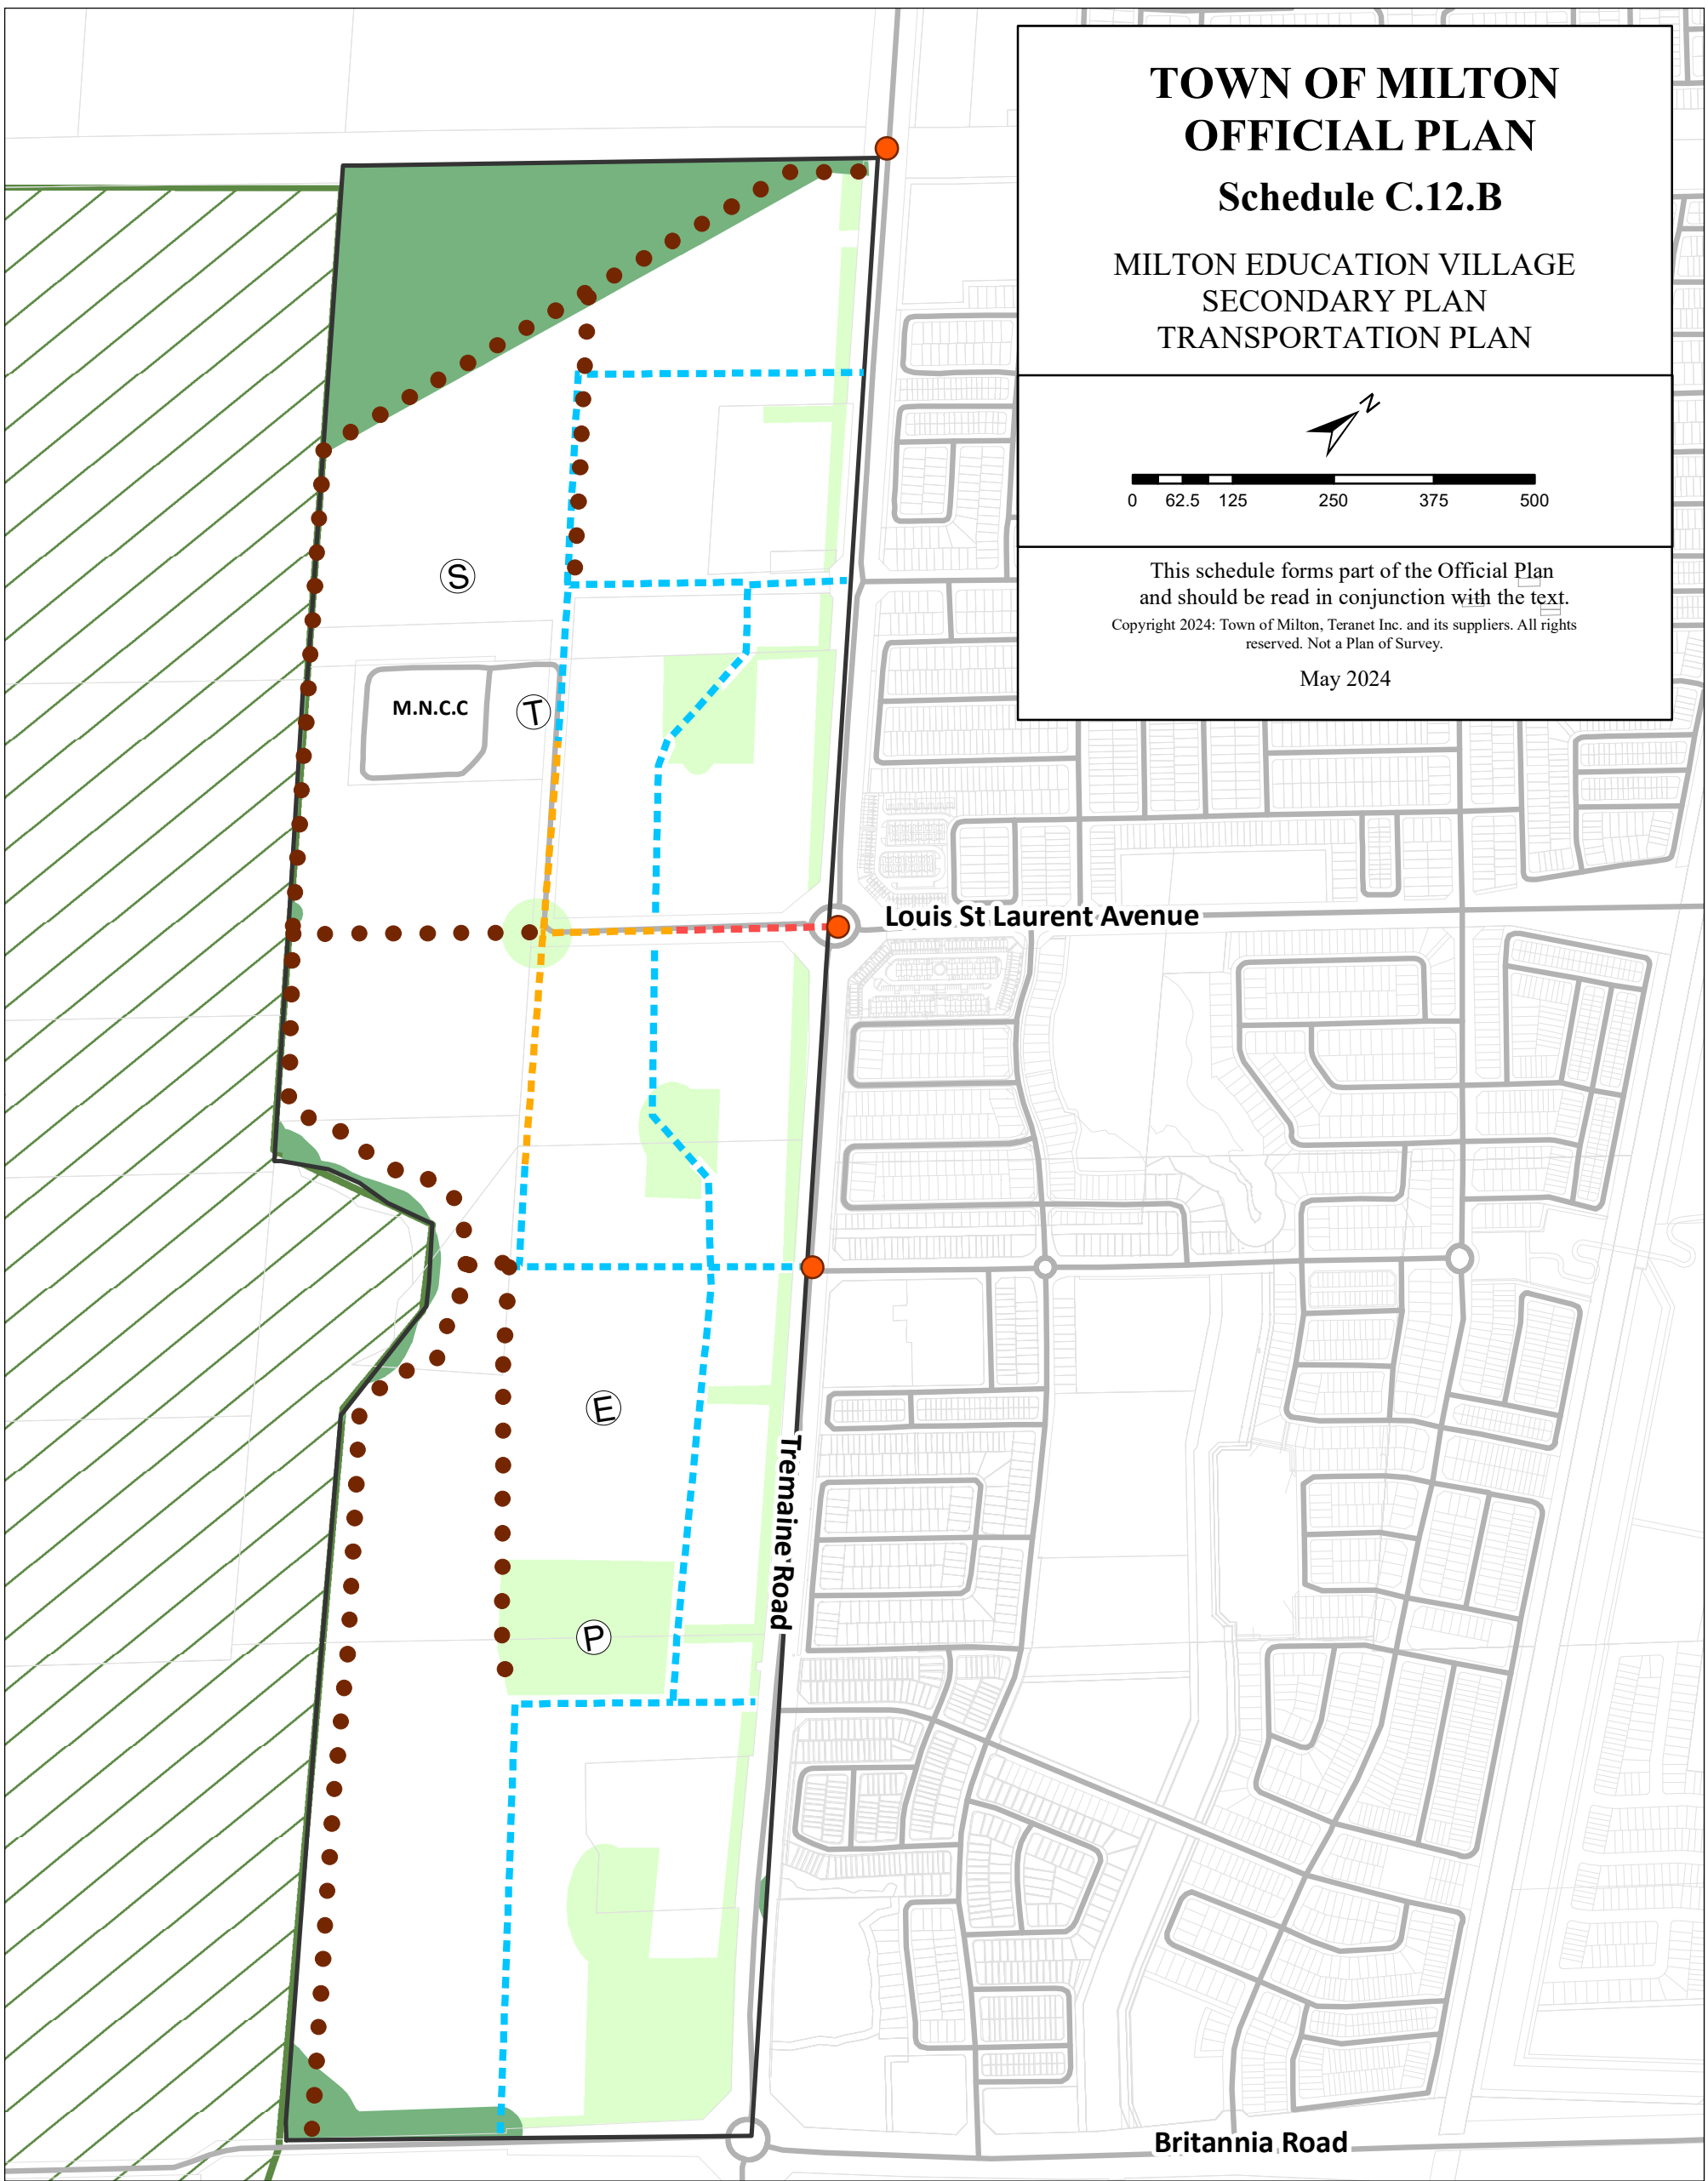 TOWN OF MILTON
OFFICIAL PLAN
Schedule C.12.B
MILTON EDUCATION VILLAGE
SECONDARY PLAN
TRANSPORTATION PLAN
N
0 62.5 125 250 375 500
This schedule forms part of the Official Plan
and should be read in conjunction with the text.
Copyright 2024: Town of Milton, Teranet Inc. and its suppliers. All rights
reserved. Not a Plan of Survey.
May 2024
S
M.N.C.C
T
Louis St Laurent Avenue
E
Tremaine Road
P
Britannia Road